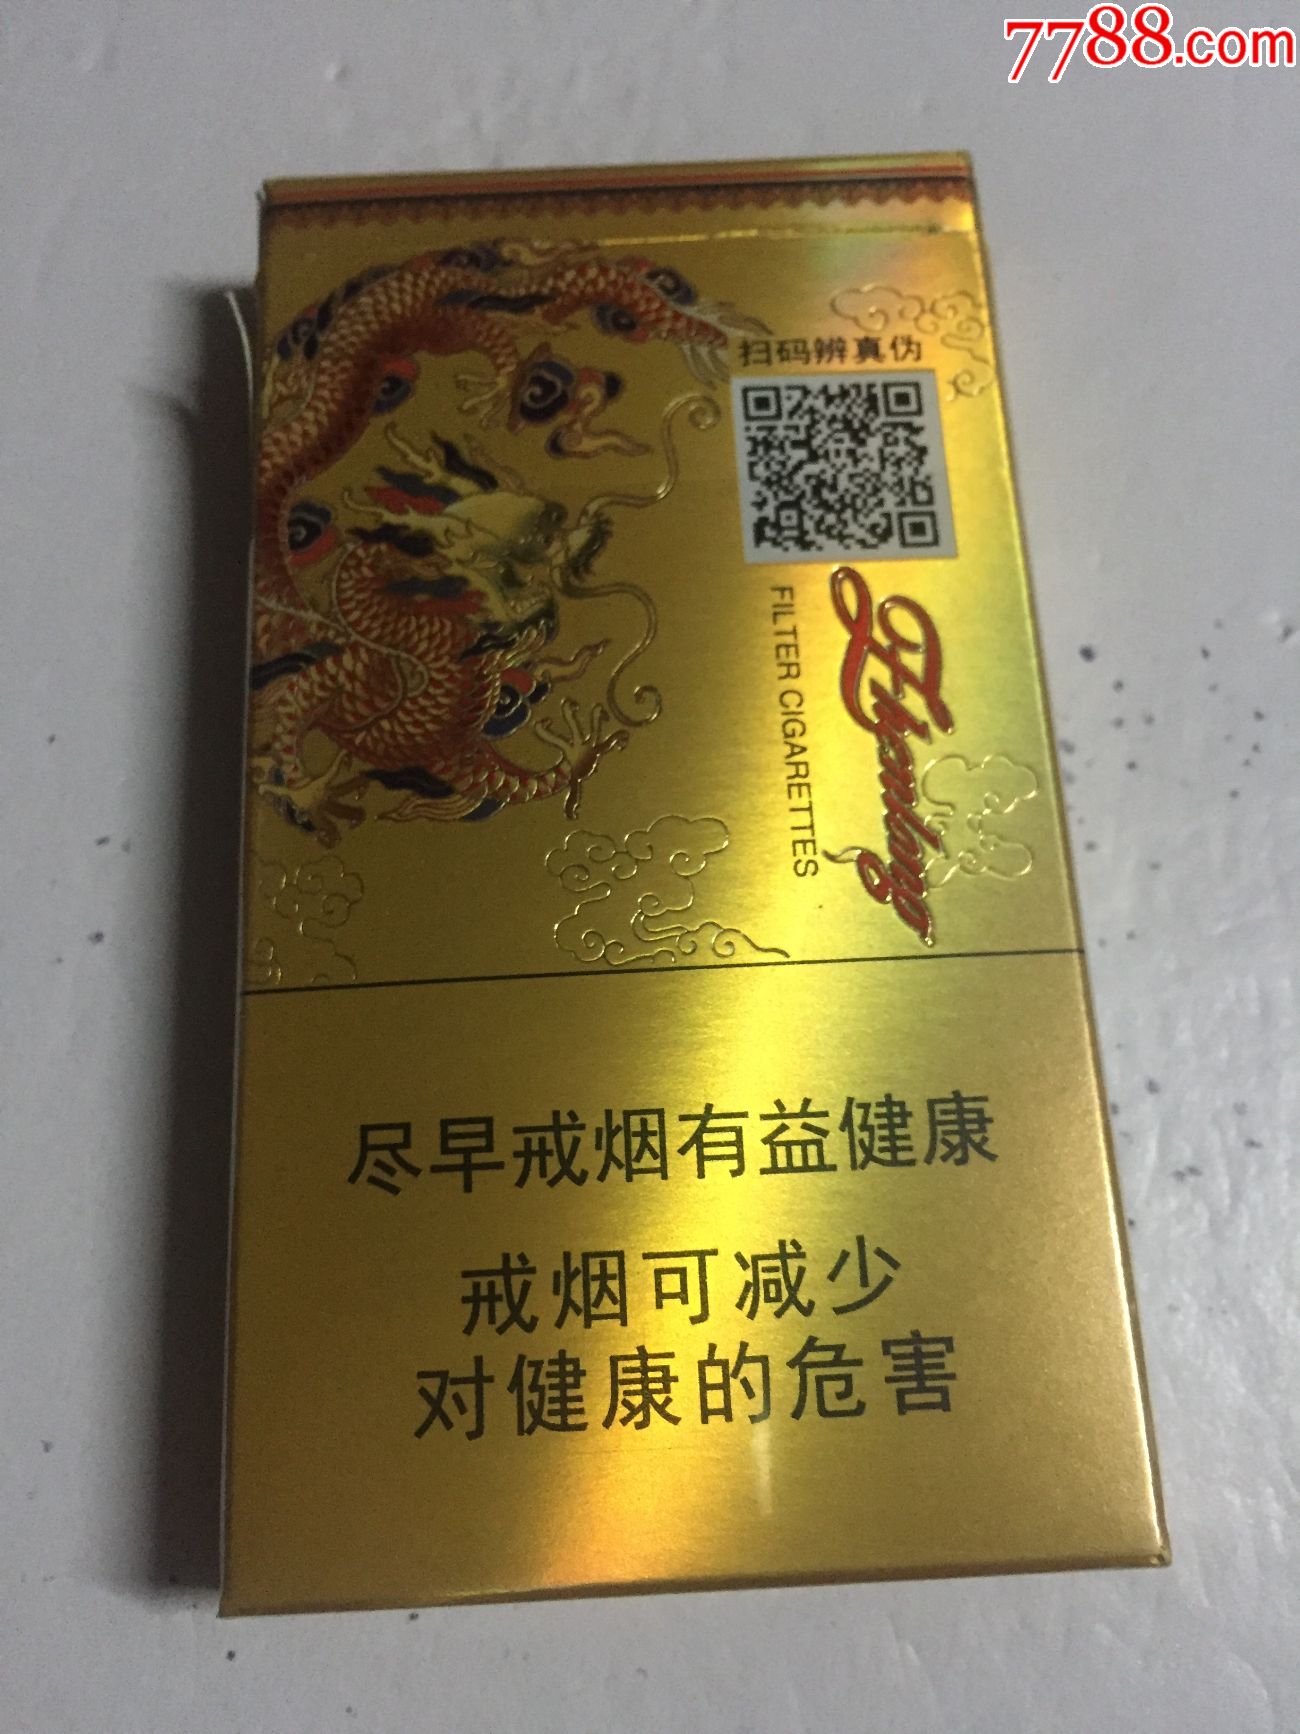 7788.com
扫码辨真伪
Zhenlong
FILTER CIGARETTES
尽早戒烟有益健康
戒烟可减少
对健康的危害